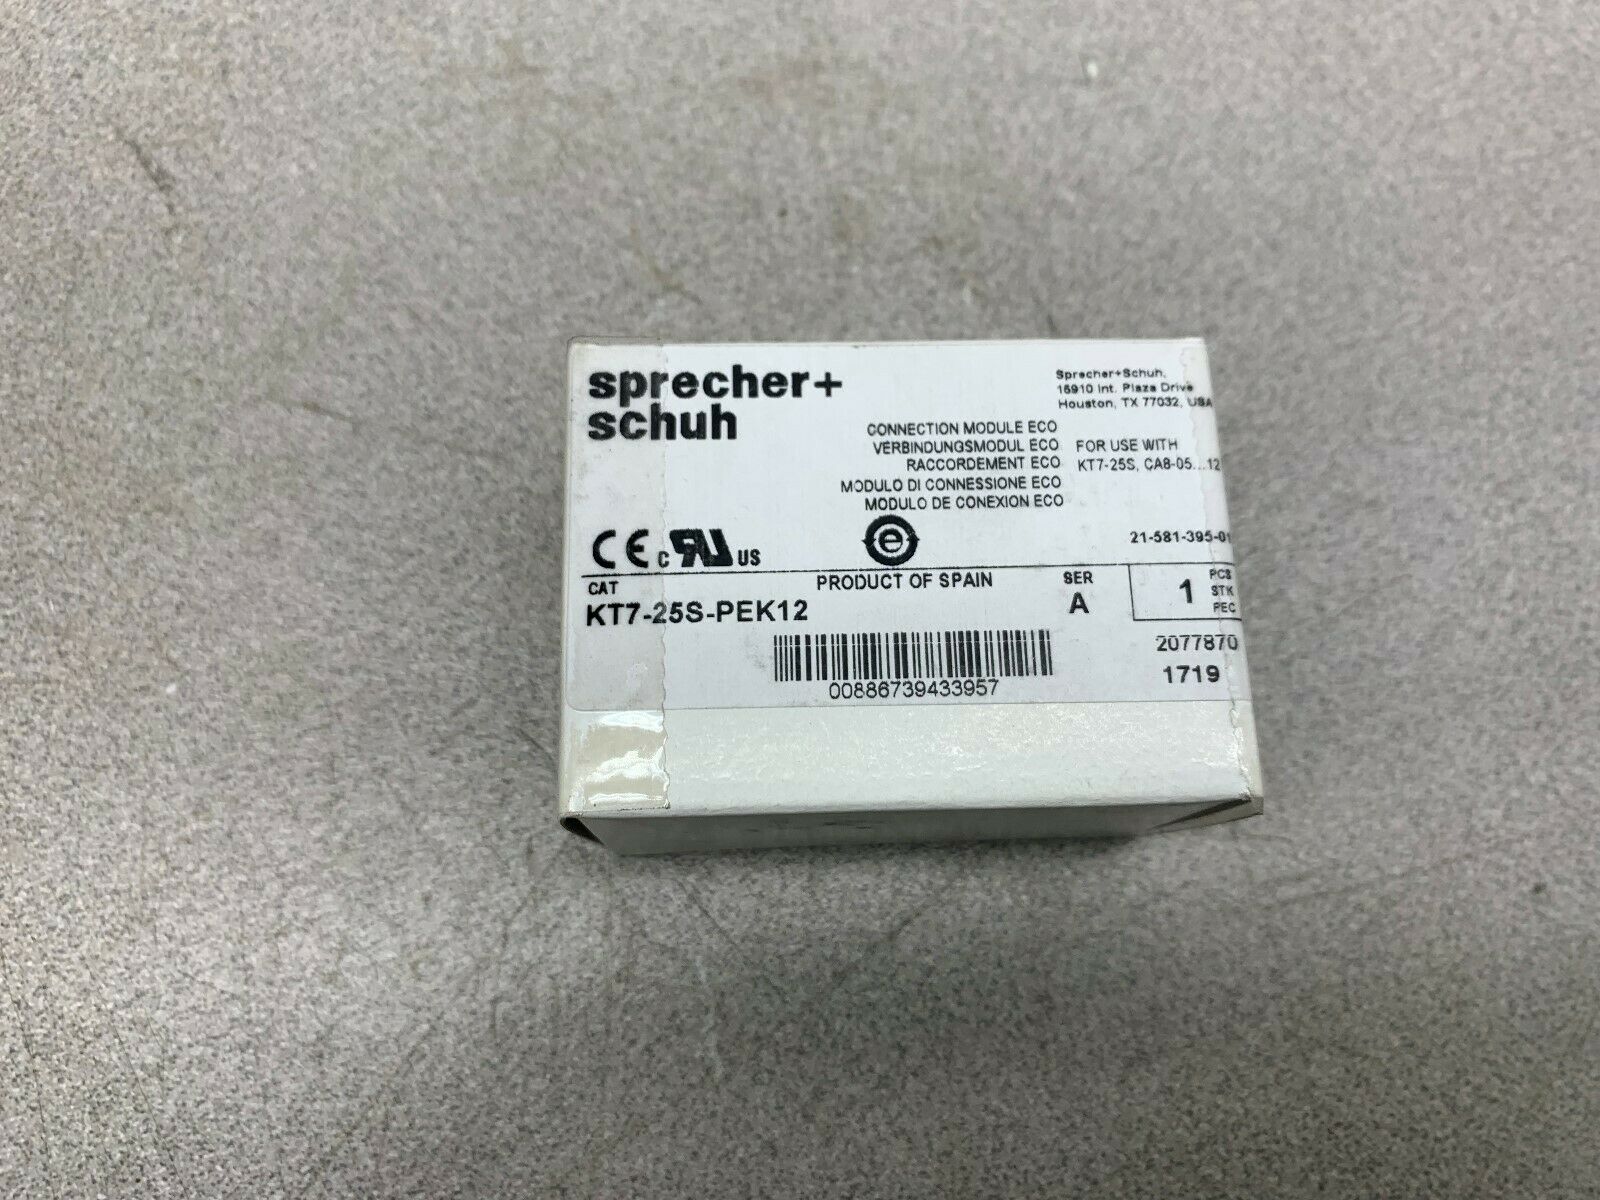 sprecher+
schuh
Sprecher+Schuh,
15910 Int. Plaza Drive
Houston, TX 77032, USA
CONNECTION MODULE ECO
VERBINDUNGSMODUL ECO
RACCORDEMENT ECO
MODULO DI CONNESSIONE ECO
MODULO DE CONEXION ECO
FOR USE WITH
KT7-25S, CA8-05...12
CE c RU US
e
21-581-395-01
CAT
KT7-25S-PEK12
PRODUCT OF SPAIN
SER
A
1
PCS
STK
PEC
00886739433957
2077870
1719